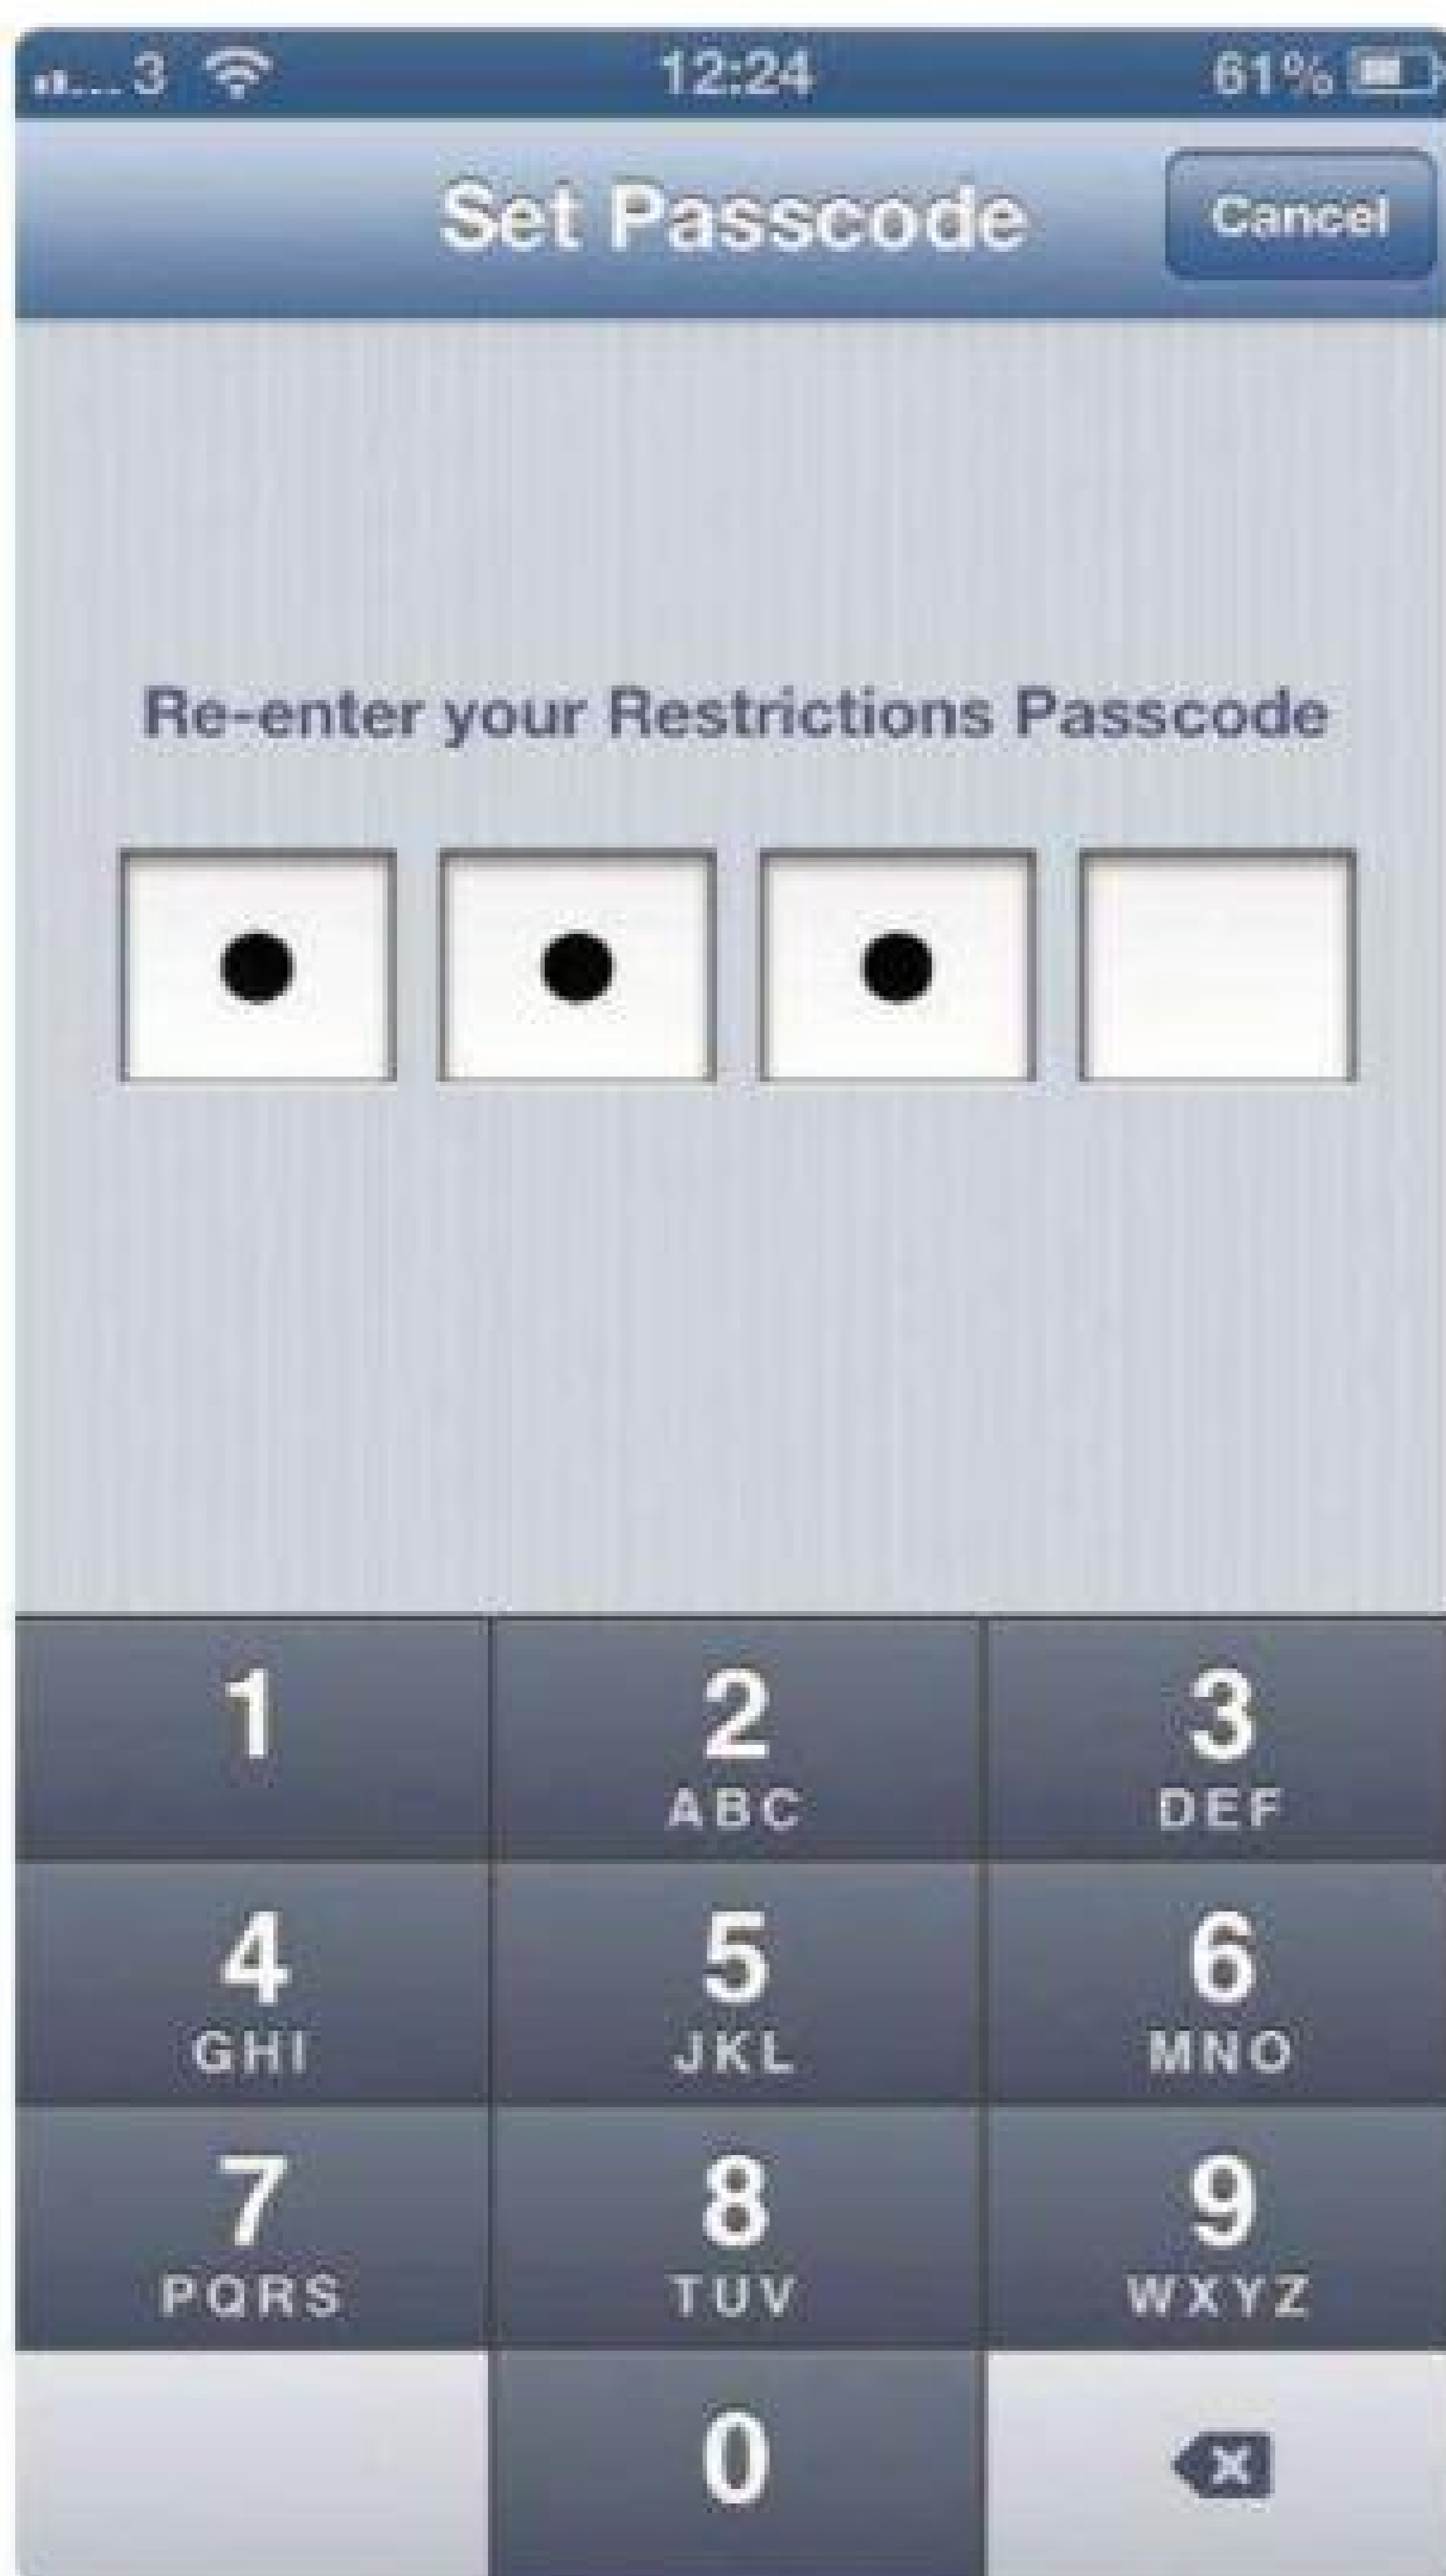 3 12:24 61%
Set Passcode Cancel
Re-enter your Restrictions Passcode
1 2 3
ABC DEF
4 5 6
GHI JKL MNO
7 8 9
PQRS TUV WXYZ
0